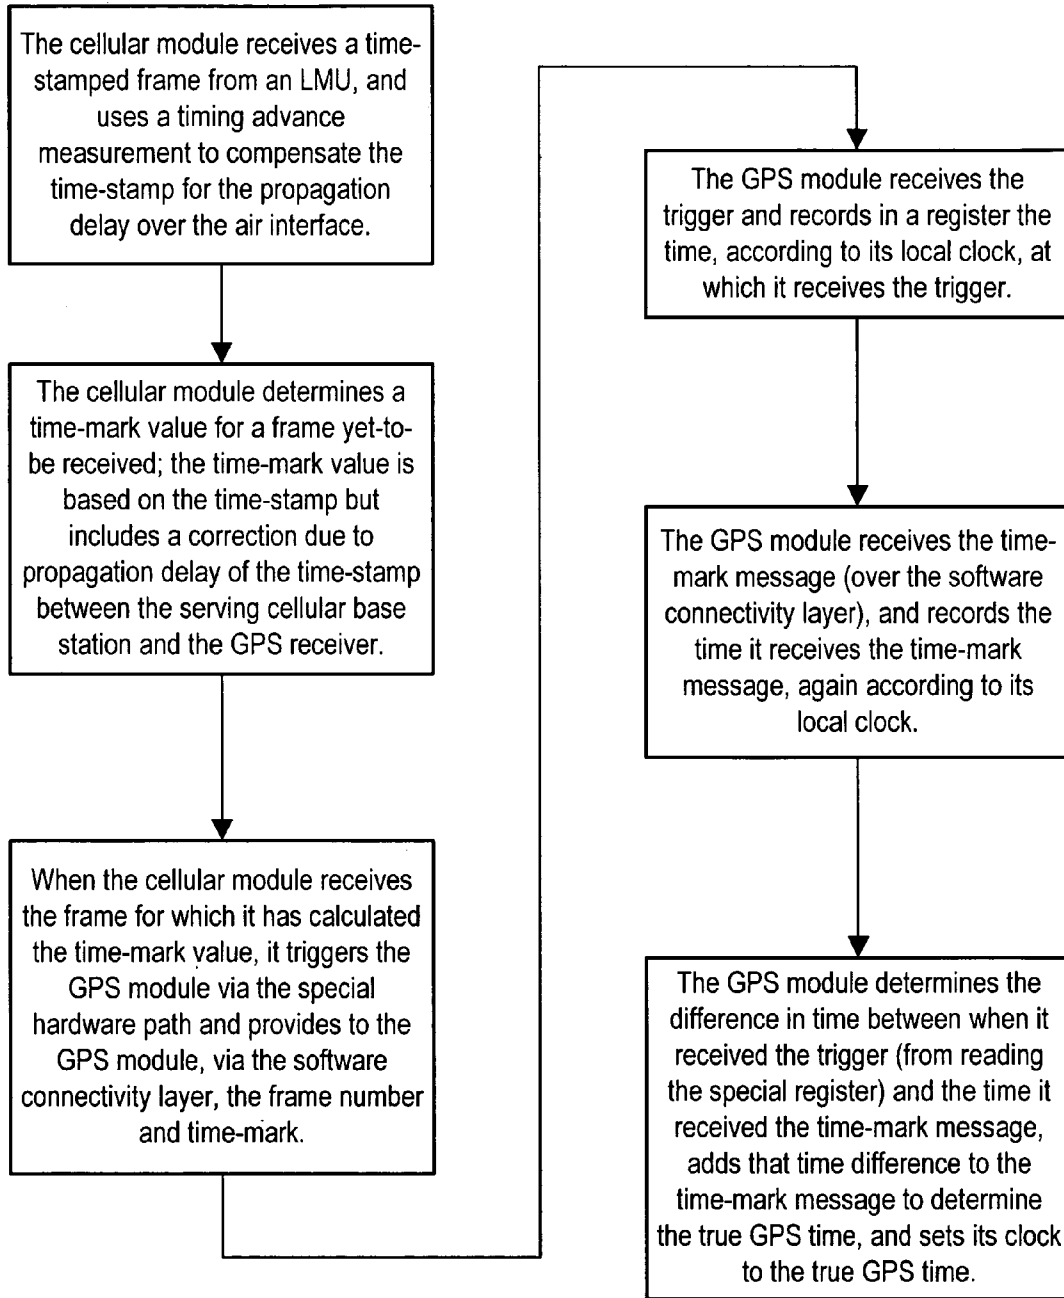 The cellular module receives a time-
stamped frame from an LMU, and
uses a timing advance
measurement to compensate the
time-stamp for the propagation
delay over the air interface.
The cellular module determines a
time-mark value for a frame yet-to-
be received; the time-mark value is
based on the time-stamp but
includes a correction due to
propagation delay of the time-stamp
between the serving cellular base
station and the GPS receiver.
When the cellular module receives
the frame for which it has calculated
the time-mark value, it triggers the
GPS module via the special
hardware path and provides to the
GPS module, via the software
connectivity layer, the frame number
and time-mark.
The GPS module receives the
trigger and records in a register the
time, according to its local clock, at
which it receives the trigger.
The GPS module receives the time-
mark message (over the software
connectivity layer), and records the
time it receives the time-mark
message, again according to its
local clock.
The GPS module determines the
difference in time between when it
received the trigger (from reading
the special register) and the time it
received the time-mark message,
adds that time difference to the
time-mark message to determine
the true GPS time, and sets its clock
to the true GPS time.